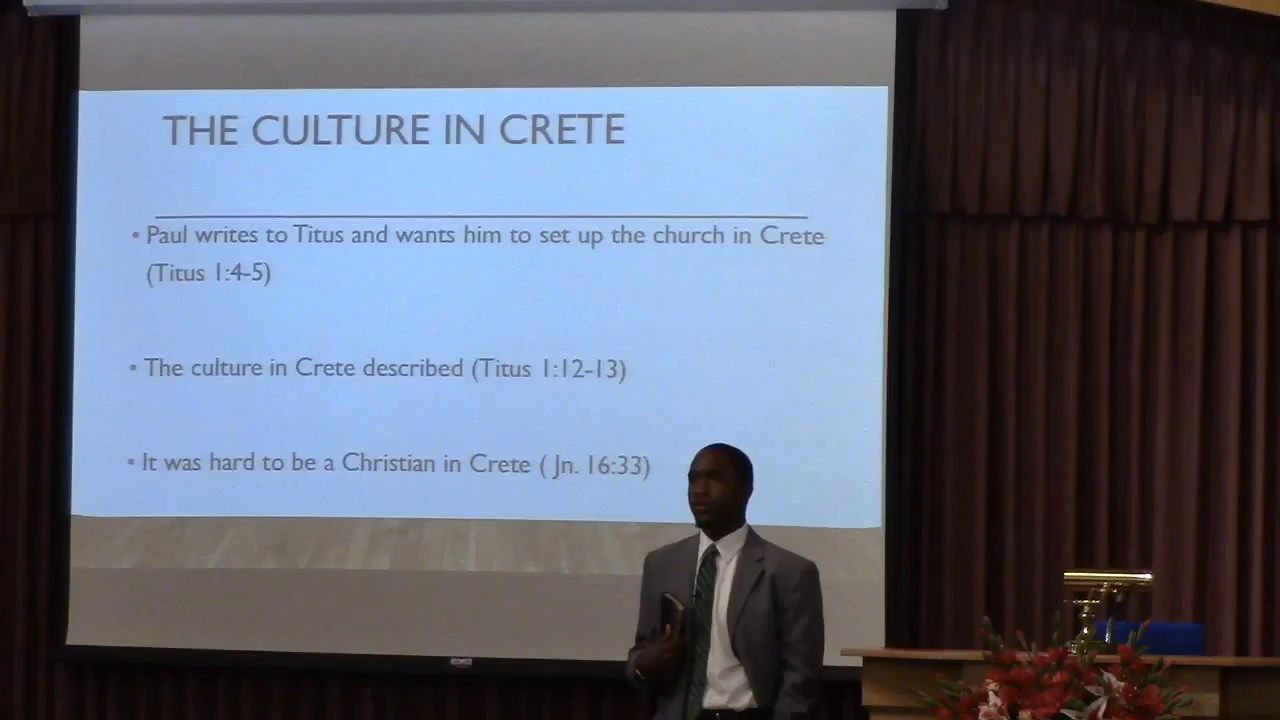 THE CULTURE IN CRETE
• Paul writes to Titus and wants him to set up the church in Crete
(Titus 1:4-5)
• The culture in Crete described (Titus 1:12-13)
• It was hard to be a Christian in Crete ( Jn. 16:33)